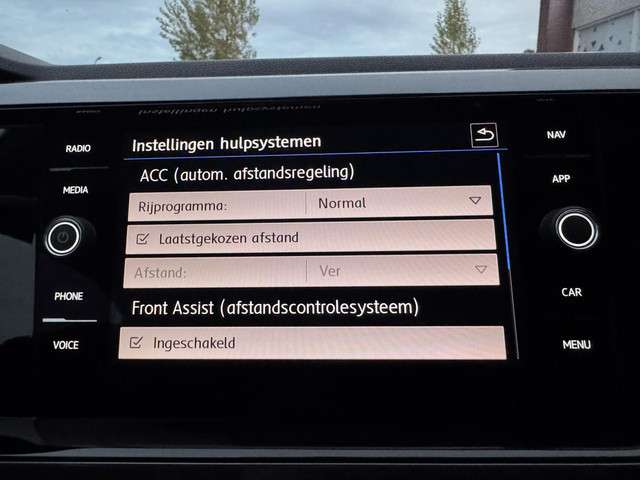 Instellingen hulpsystemen
RADIO
MEDIA
PHONE
VOICE
ACC (autom. afstandsregeling)
Rijprogramma: Normal
Laatstgekozen afstand
Afstand: Ver
Front Assist (afstandscontrolesysteem)
Ingeschakeld
NAV
APP
CAR
MENU